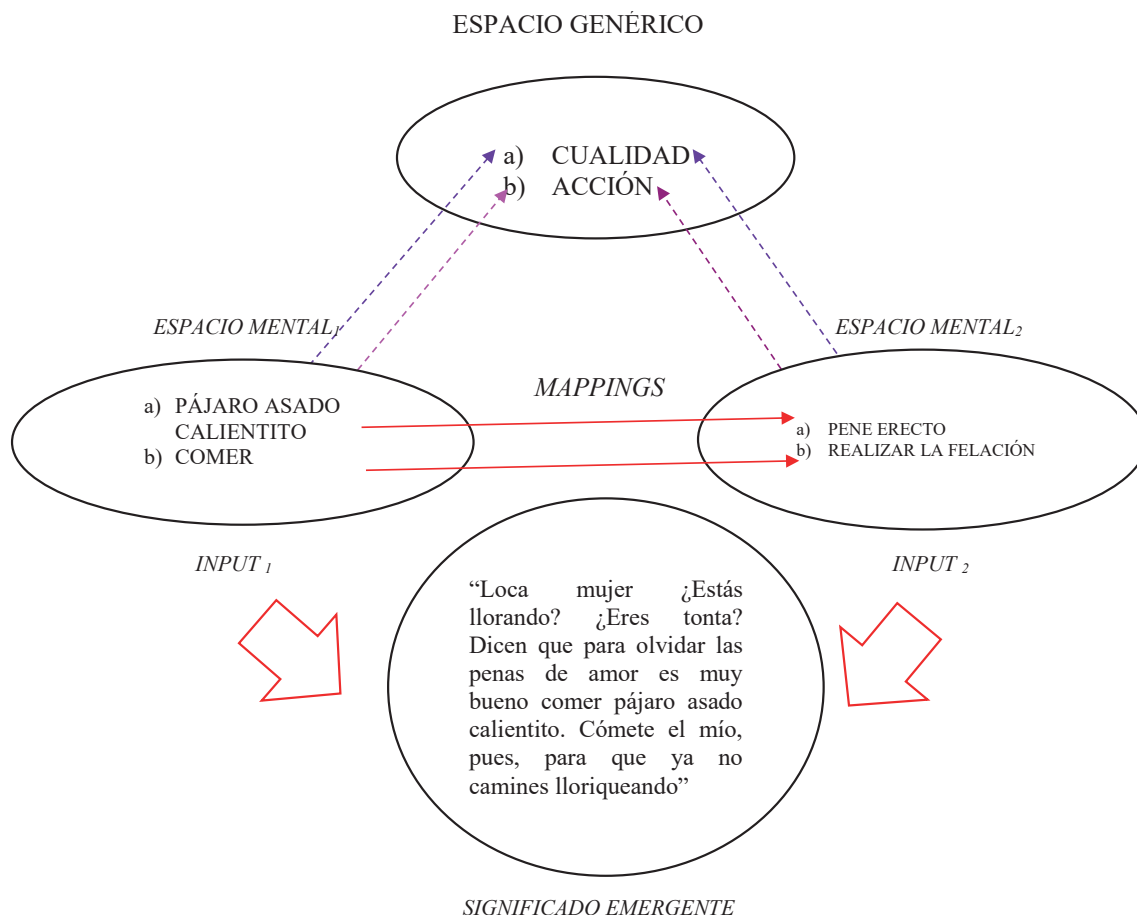 ESPACIO GENÉRICO
a) CUALIDAD
b) ACCIÓN
ESPACIO MENTAL1
ESPACIO MENTAL2
MAPPINGS
a) PÁJARO ASADO
CALIENTITO
b) COMER
a) PENE ERECTO
b) REALIZAR LA FELACIÓN
INPUT 1
INPUT 2
“Loca mujer ¿Estás
llorando? ¿Eres tonta?
Dicen que para olvidar las
penas de amor es muy
bueno comer pájaro asado
calientito. Cómete el mío,
pues, para que ya no
camines lloriqueando”
SIGNIFICADO EMERGENTE